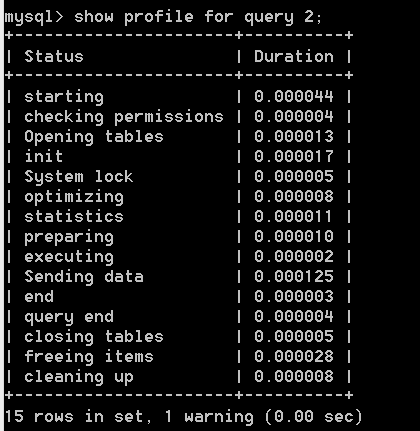 mysql> show profile for query 2;
+----------------------+----------+
| Status               | Duration |
+----------------------+----------+
| starting             | 0.000044 |
| checking permissions | 0.000004 |
| Opening tables       | 0.000013 |
| init                 | 0.000017 |
| System lock          | 0.000005 |
| optimizing           | 0.000008 |
| statistics           | 0.000011 |
| preparing            | 0.000010 |
| executing            | 0.000002 |
| Sending data         | 0.000125 |
| end                  | 0.000003 |
| query end            | 0.000004 |
| closing tables       | 0.000005 |
| freeing items        | 0.000028 |
| cleaning up          | 0.000008 |
+----------------------+----------+
15 rows in set, 1 warning (0.00 sec)